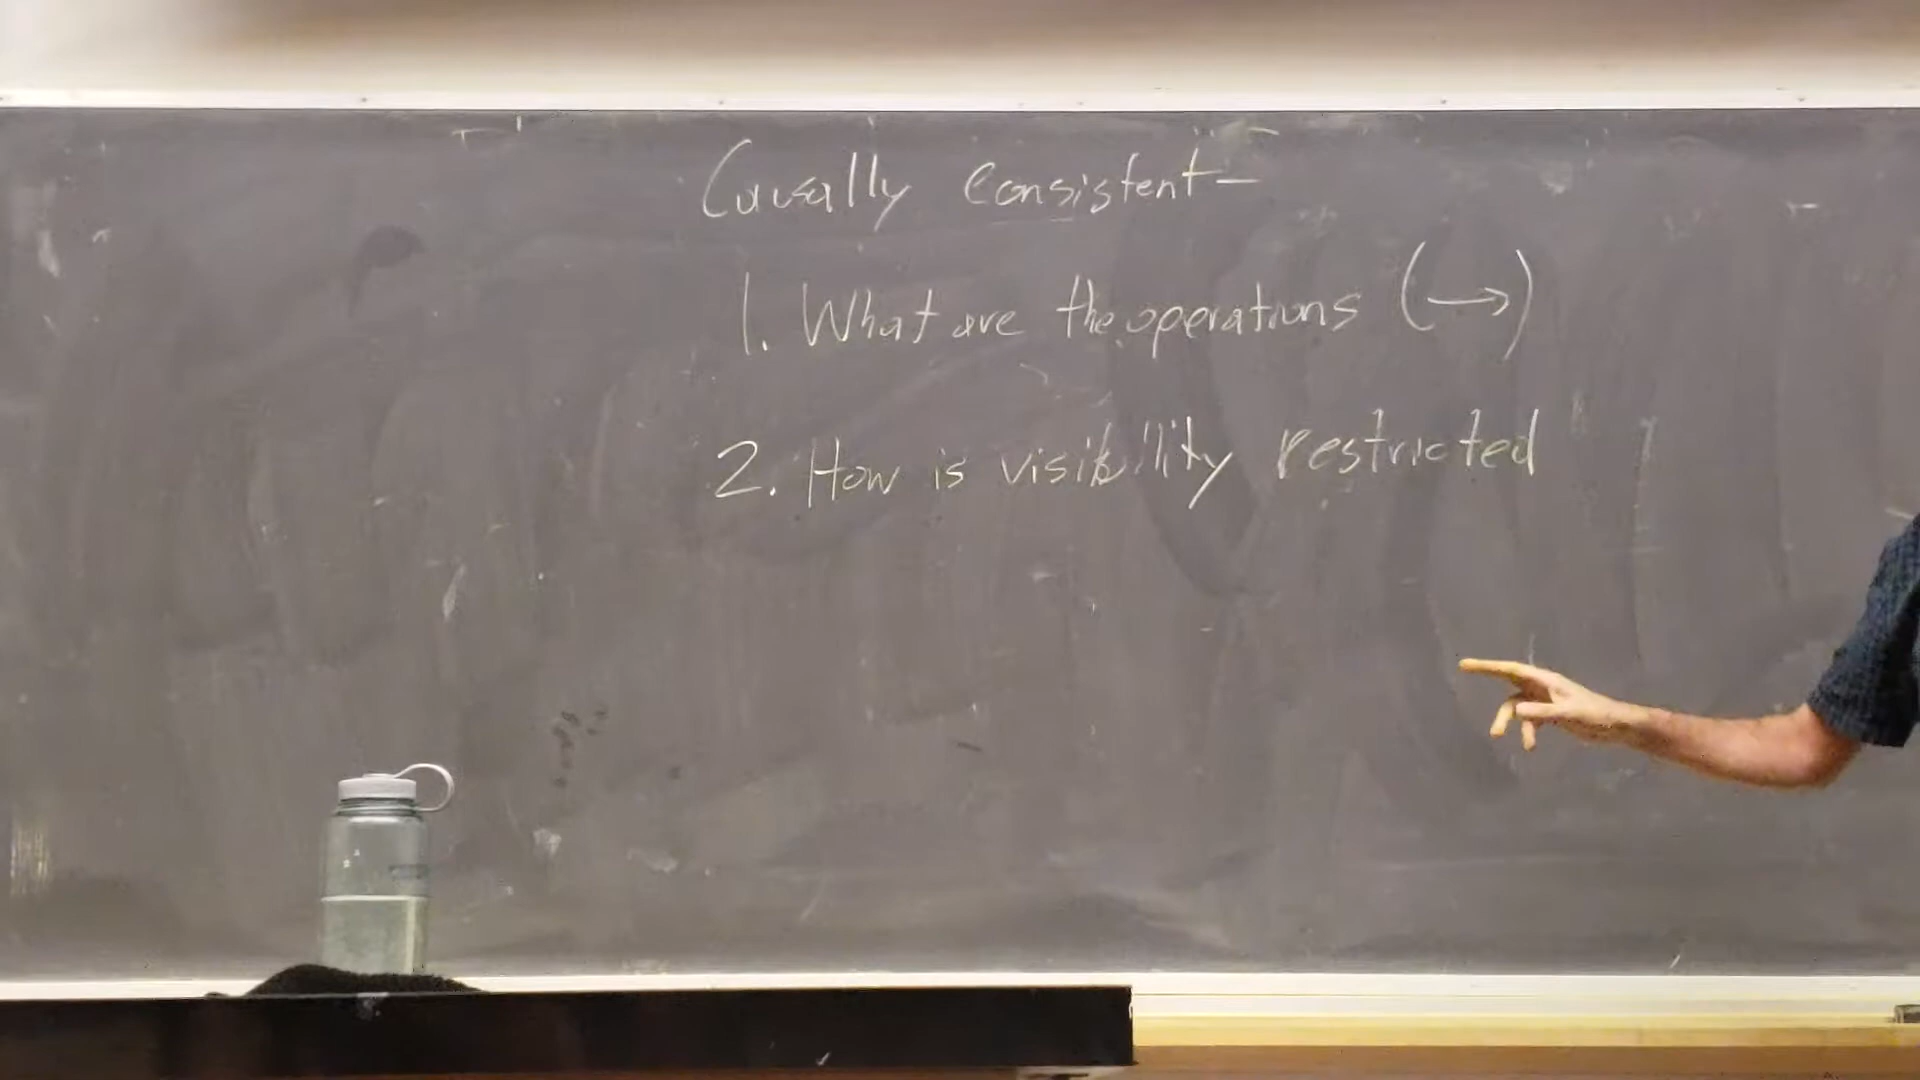 Causally Consistent-
1. What are the operations (→)
2. How is visibility restricted